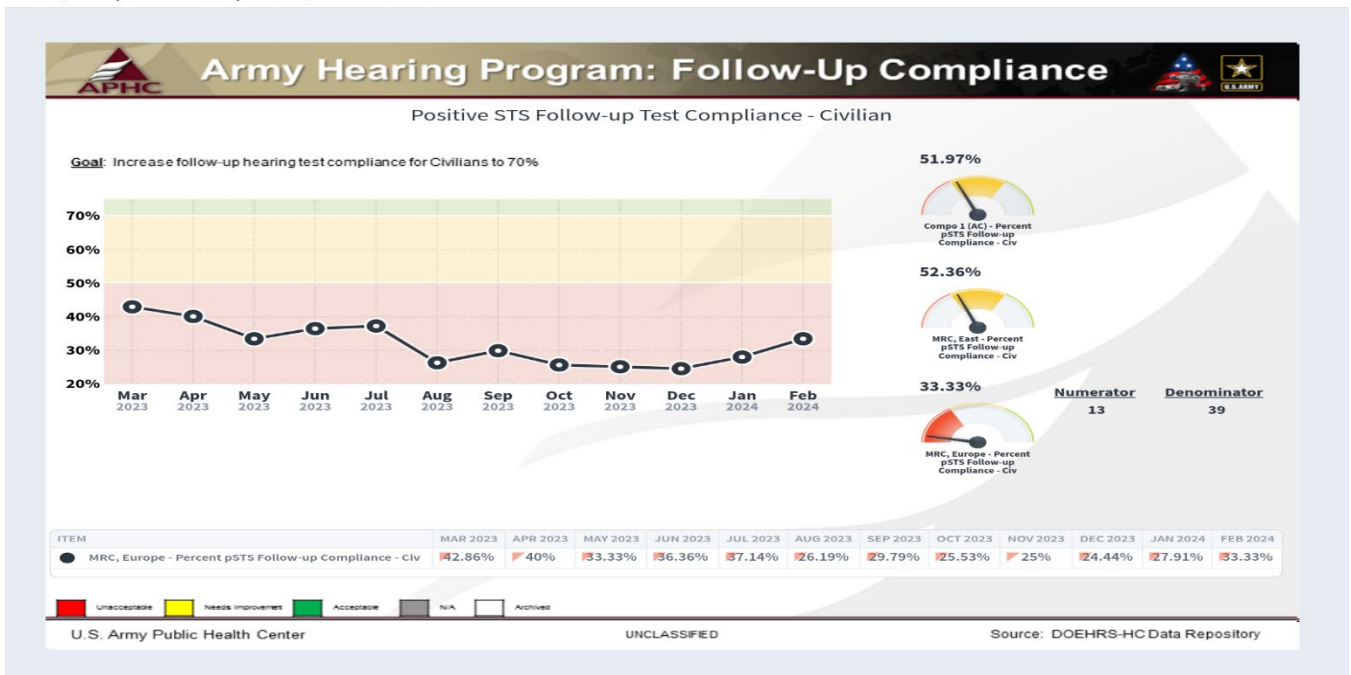 APHC
Army Hearing Program: Follow-Up Compliance
U.S. ARMY
Positive STS Follow-up Test Compliance - Civilian
Goal: Increase follow-up hearing test compliance for Civilians to 70%
70%
60%
50%
40%
30%
20%
Mar Apr May Jun Jul Aug Sep Oct Nov Dec Jan Feb
2023 2023 2023 2023 2023 2023 2023 2023 2023 2023 2024 2024
51.97%
Compo 1 (AC) - Percent
pSTS Follow-up
Compliance - Civ
52.36%
MRC, East - Percent
pSTS Follow-up
Compliance - Civ
33.33%
MRC, Europe - Percent
pSTS Follow-up
Compliance - Civ
Numerator Denominator
13 39
ITEM MAR 2023 APR 2023 MAY 2023 JUN 2023 JUL 2023 AUG 2023 SEP 2023 OCT 2023 NOV 2023 DEC 2023 JAN 2024 FEB 2024
MRC, Europe - Percent pSTS Follow-up Compliance - Civ 42.86% 40% 33.33% 36.36% 37.14% 26.19% 29.79% 25.53% 25% 24.44% 27.91% 33.33%
Unacceptable Needs Improvement Acceptable N/A Archived
U.S. Army Public Health Center UNCLASSIFIED Source: DOEHRS-HC Data Repository